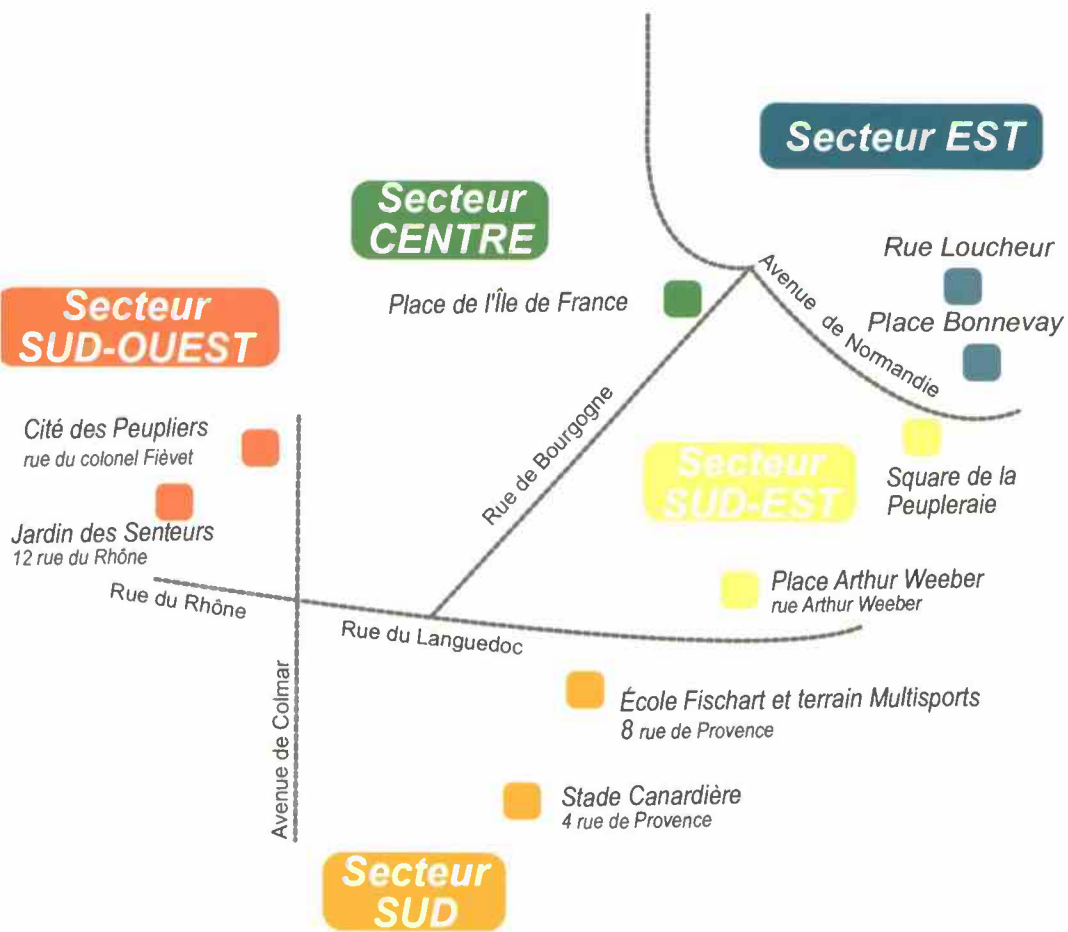 Secteur EST
Secteur
CENTRE
Rue Loucheur
Place de l'Île de France
Avenue de Normandie
Place Bonnevay
Secteur
SUD-OUEST
Cité des Peupliers
rue du colonel Fièvet
Rue de Bourgogne
Secteur
SUD-EST
Square de la
Peupleraie
Jardin des Senteurs
12 rue du Rhône
Rue du Rhône
Place Arthur Weeber
rue Arthur Weeber
Rue du Languedoc
Avenue de Colmar
École Fischart et terrain Multisports
8 rue de Provence
Stade Canardière
4 rue de Provence
Secteur
SUD